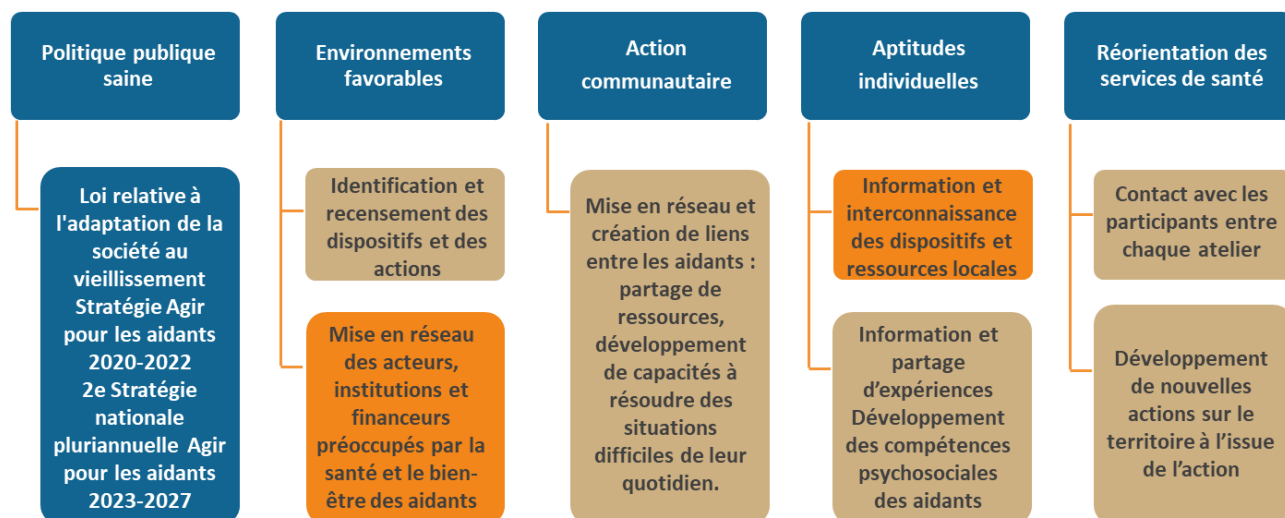 Politique publique
saine
Loi relative à
l'adaptation de la
société au
vieillissement
Stratégie Agir
pour les aidants
2020-2022
2e Stratégie
nationale
pluriannuelle Agir
pour les aidants
2023-2027
Environnements
favorables
Identification et
recensement des
dispositifs et des
actions
Mise en réseau
des acteurs,
institutions et
financeurs
préoccupés par la
santé et le bien-
être des aidants
Action
communautaire
Mise en réseau et
création de liens
entre les aidants :
partage de
ressources,
développement
de capacités à
résoudre des
situations
difficiles de leur
quotidien.
Aptitudes
individuelles
Information et
interconnaissance
des dispositifs et
ressources locales
Information et
partage
d’expériences
Développement
des compétences
psychosociales
des aidants
Réorientation des
services de santé
Contact avec les
participants entre
chaque atelier
Développement
de nouvelles
actions sur le
territoire à l’issue
de l’action